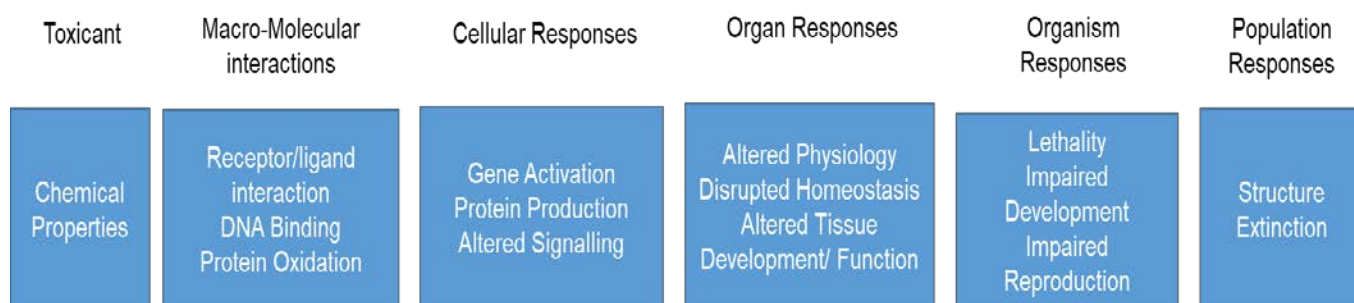 Toxicant
Macro-Molecular
interactions
Cellular Responses
Organ Responses
Organism
Responses
Population
Responses
Chemical
Properties
Receptor/ligand
interaction
DNA Binding
Protein Oxidation
Gene Activation
Protein Production
Altered Signalling
Altered Physiology
Disrupted Homeostasis
Altered Tissue
Development/ Function
Lethality
Impaired
Development
Impaired
Reproduction
Structure
Extinction